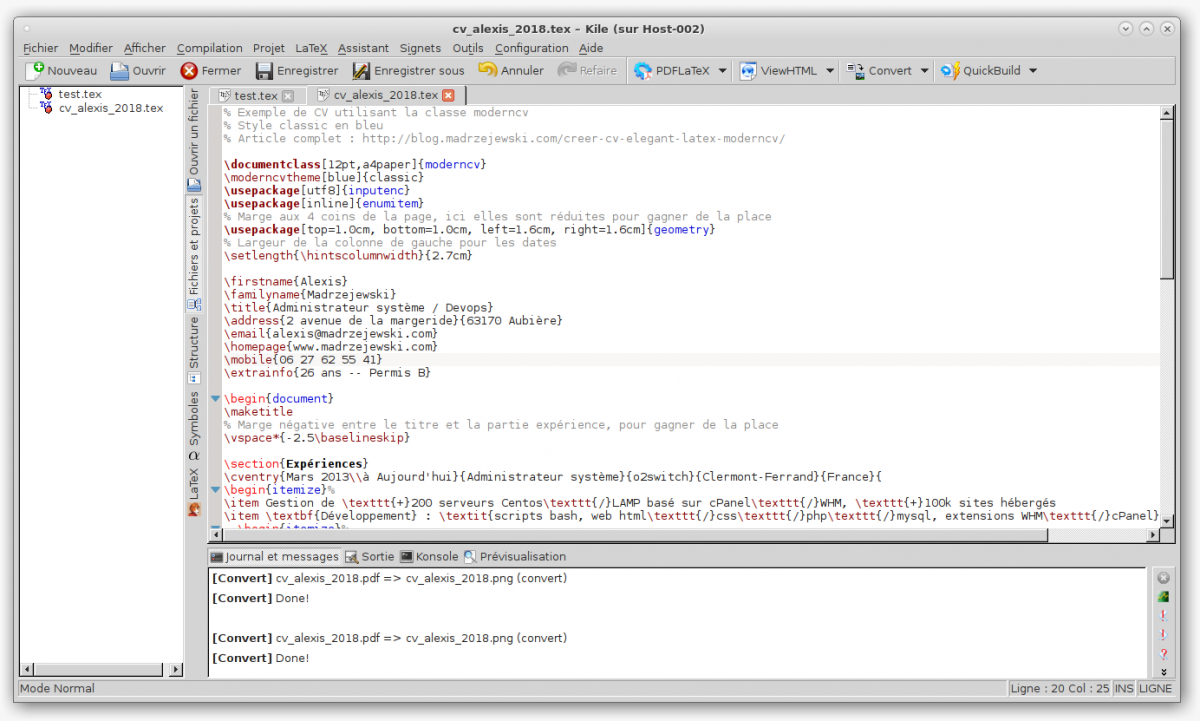 cv_alexis_2018.tex – Kile (sur Host-002)
Fichier Modifier Afficher Compilation Projet LaTeX Assistant Signets Outils Configuration Aide
Nouveau Ouvrir Fermer Enregistrer Enregistrer sous Annuler Refaire PDFLaTeX ViewHTML Convert QuickBuild
test.tex
cv_alexis_2018.tex
Ouvrir un fichier
Fichiers et projets
Structure
Symboles
LaTeX
test.tex cv_alexis_2018.tex
% Exemple de CV utilisant la classe moderncv
% Style classic en bleu
% Article complet : http://blog.madrzejewski.com/creer-cv-elegant-latex-moderncv/
\documentclass[12pt,a4paper]{moderncv}
\moderncvtheme[blue]{classic}
\usepackage[utf8]{inputenc}
\usepackage[inline]{enumitem}
% Marge aux 4 coins de la page, ici elles sont réduites pour gagner de la place
\usepackage[top=1.0cm, bottom=1.0cm, left=1.6cm, right=1.6cm]{geometry}
% Largeur de la colonne de gauche pour les dates
\setlength{\hintscolumnwidth}{2.7cm}
\firstname{Alexis}
\familyname{Madrzejewski}
\title{Administrateur système / Devops}
\address{2 avenue de la margeride}{63170 Aubière}
\email{alexis@madrzejewski.com}
\homepage{www.madrzejewski.com}
\mobile{06 27 62 55 41}
\extrainfo{26 ans -- Permis B}
\begin{document}
\maketitle
% Marge négative entre le titre et la partie expérience, pour gagner de la place
\vspace*{-2.5\baselineskip}
\section{Expériences}
\cventry{Mars 2013\\à Aujourd'hui}{Administrateur système}{o2switch}{Clermont-Ferrand}{France}{
\begin{itemize}%
\item Gestion de \texttt{+}200 serveurs Centos\texttt{/}LAMP basé sur cPanel\texttt{/}WHM, \texttt{+}100k sites hébergés
\item \textbf{Développement} : \textit{scripts bash, web html\texttt{/}css\texttt{/}php\texttt{/}mysql, extensions WHM\texttt{/}cPanel}
\begin{itemize}%
Journal et messages Sortie Konsole Prévisualisation
[Convert] cv_alexis_2018.pdf => cv_alexis_2018.png (convert)
[Convert] Done!
[Convert] cv_alexis_2018.pdf => cv_alexis_2018.png (convert)
[Convert] Done!
Mode Normal Ligne : 20 Col : 25 INS LIGNE